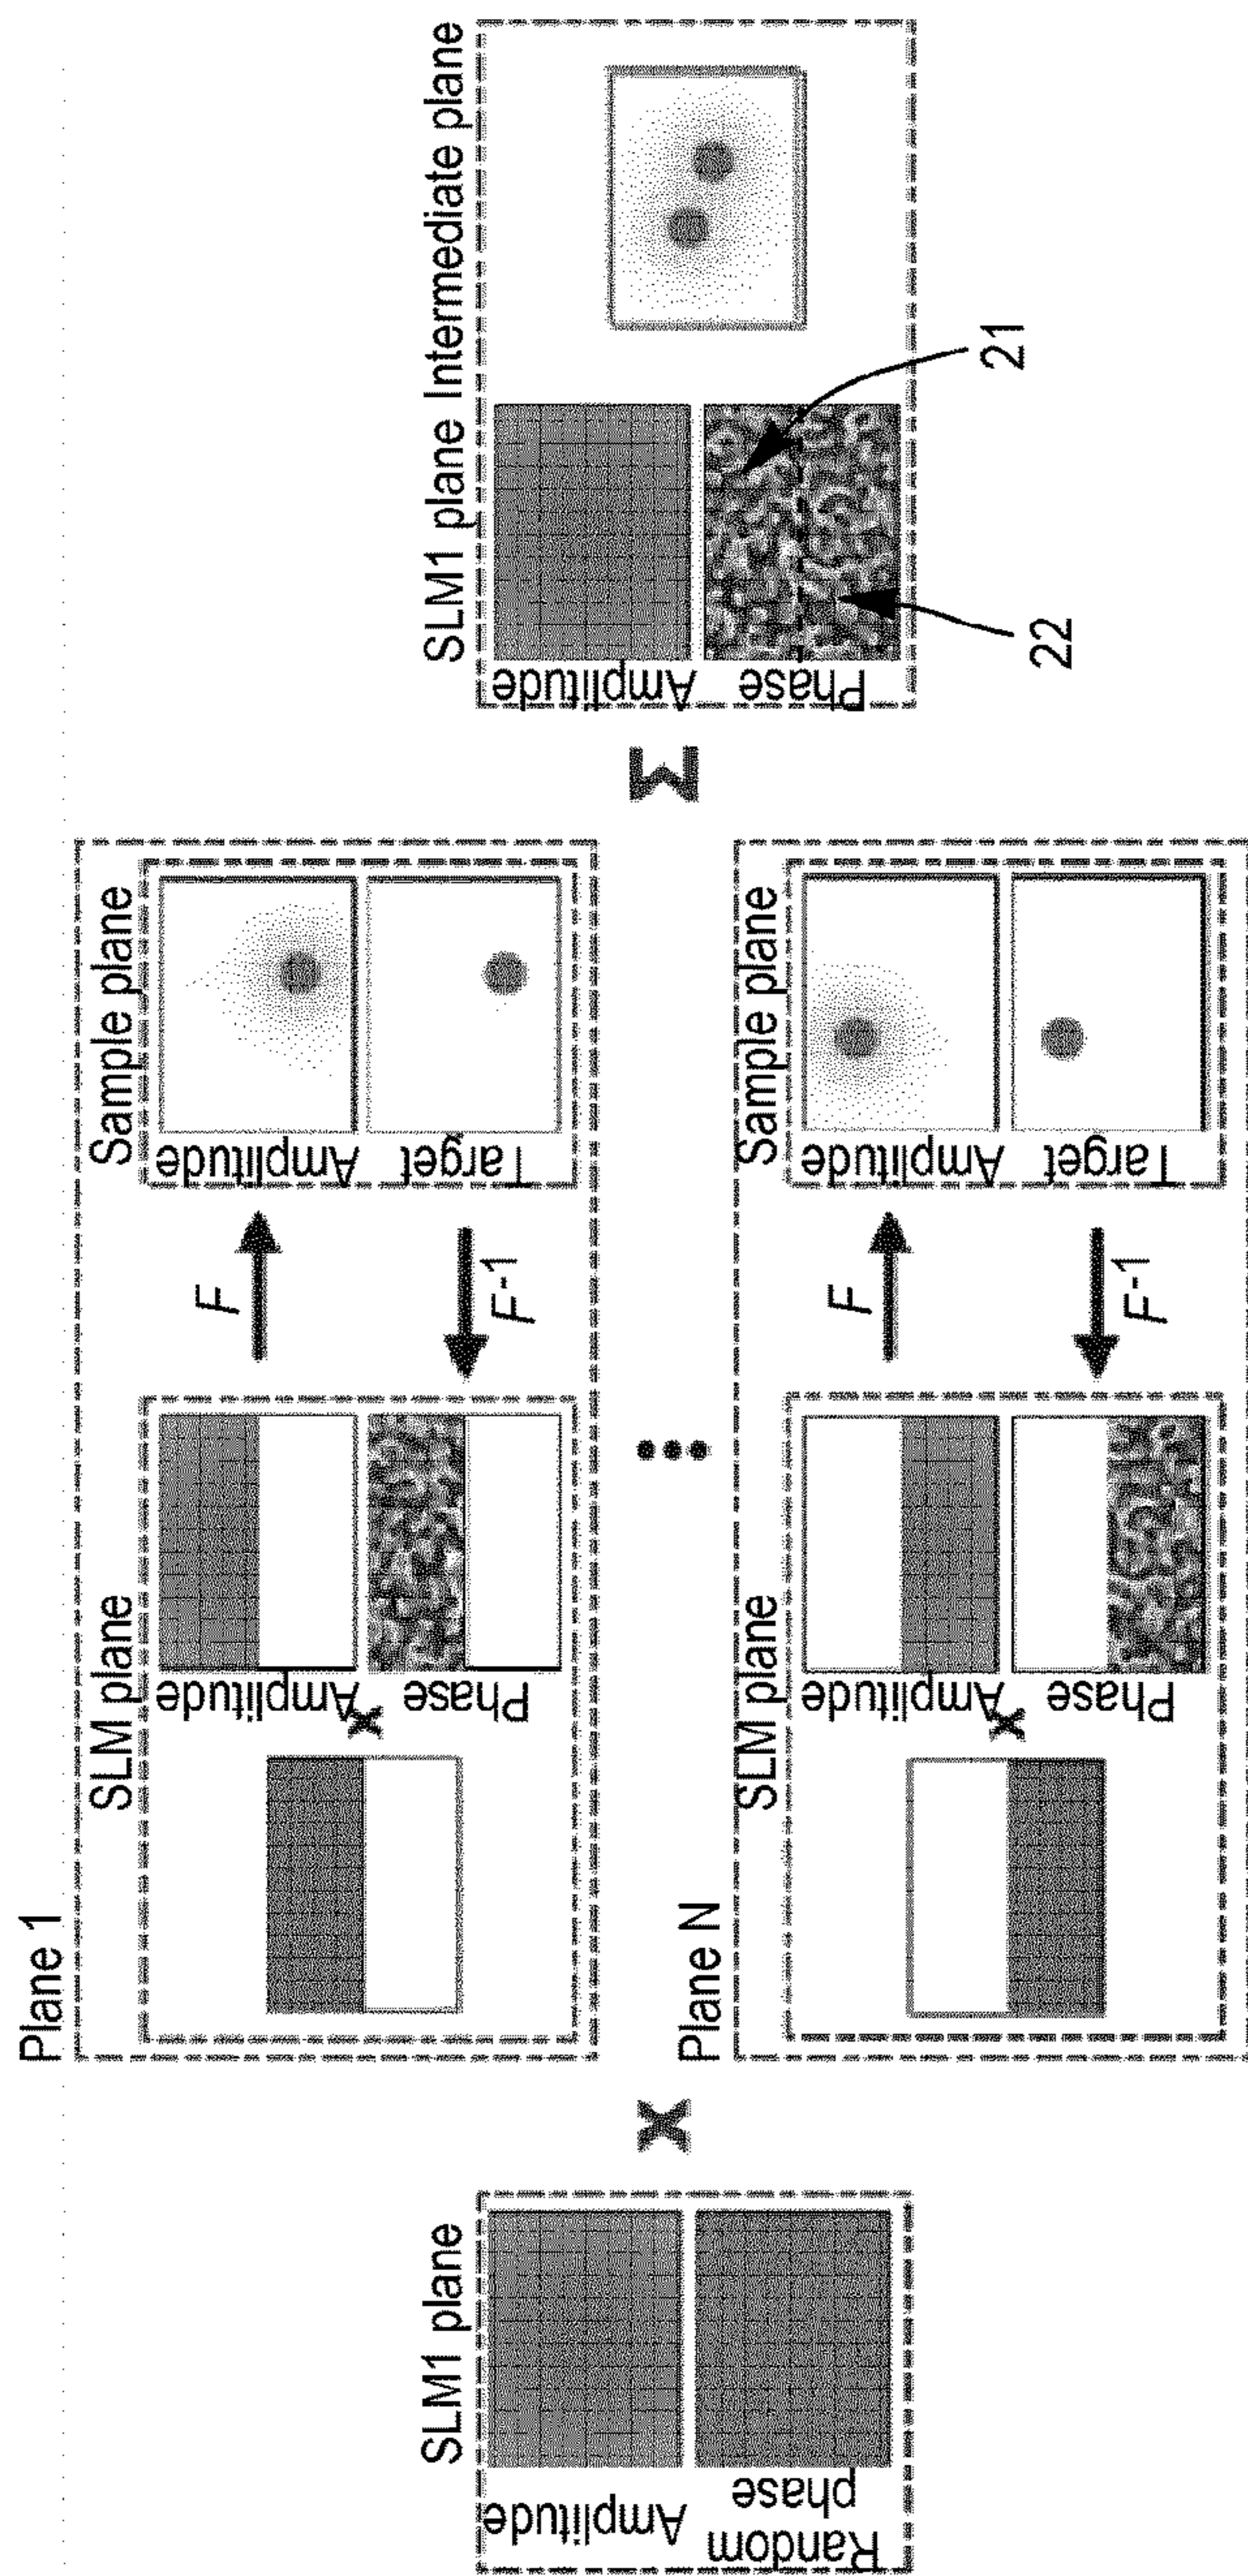 SLM1 plane
Amplitude
Random
phase
x
Plane 1
SLM plane
x
Amplitude
Phase
F
F-1
Sample plane
Amplitude
Target
Plane N
SLM plane
x
Amplitude
Phase
F
F-1
Sample plane
Amplitude
Target
Σ
SLM1 plane Intermediate plane
Amplitude
Phase
22
21